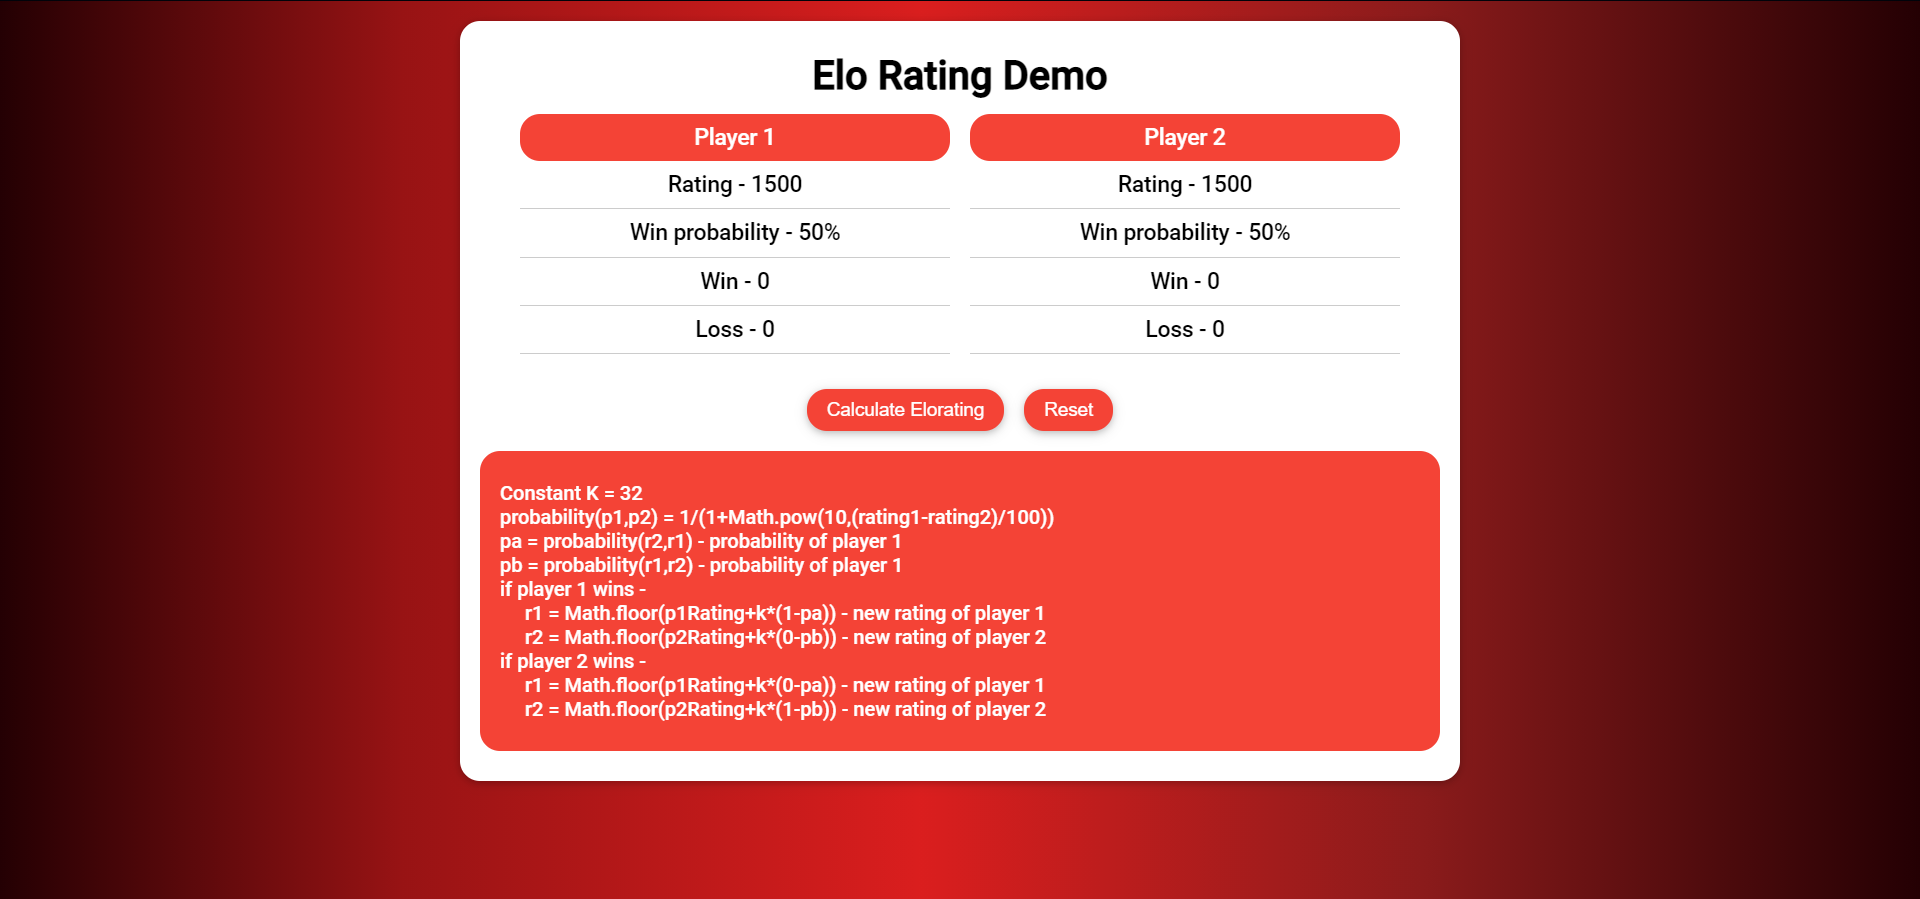 Elo Rating Demo
Player 1
Rating - 1500
Win probability - 50%
Win - 0
Loss - 0
Player 2
Rating - 1500
Win probability - 50%
Win - 0
Loss - 0
Calculate Elorating
Reset
Constant K = 32
probability(p1,p2) = 1/(1+Math.pow(10,(rating1-rating2)/100))
pa = probability(r2,r1) - probability of player 1
pb = probability(r1,r2) - probability of player 1
if player 1 wins -
r1 = Math.floor(p1Rating+k*(1-pa)) - new rating of player 1
r2 = Math.floor(p2Rating+k*(0-pb)) - new rating of player 2
if player 2 wins -
r1 = Math.floor(p1Rating+k*(0-pa)) - new rating of player 1
r2 = Math.floor(p2Rating+k*(1-pb)) - new rating of player 2